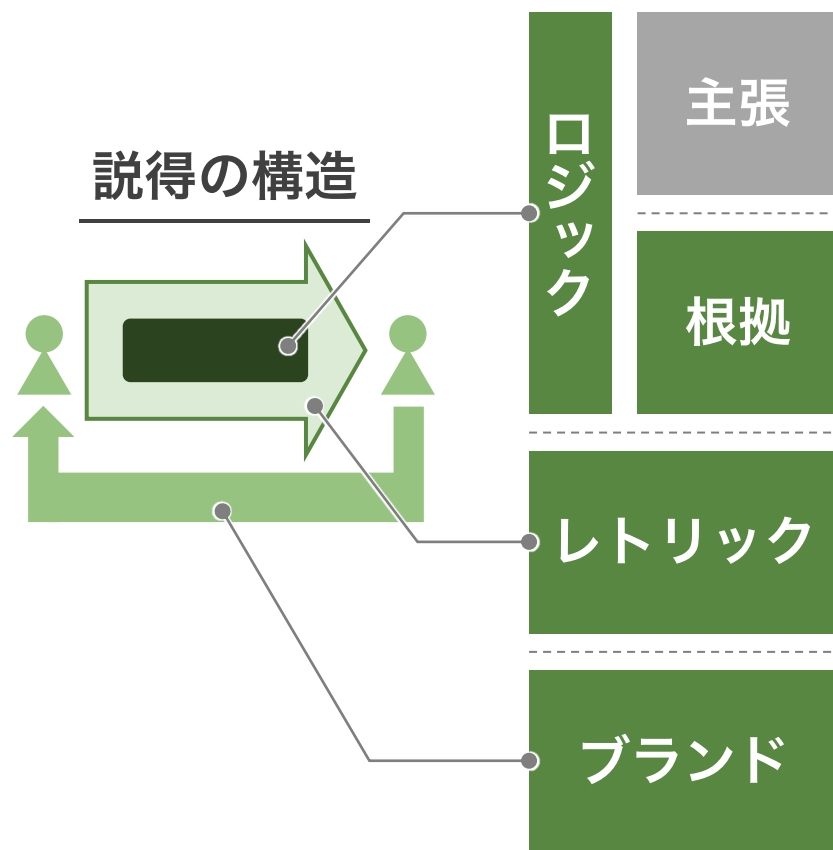 説得の構造
ロジック
主張
根拠
レトリック
ブランド